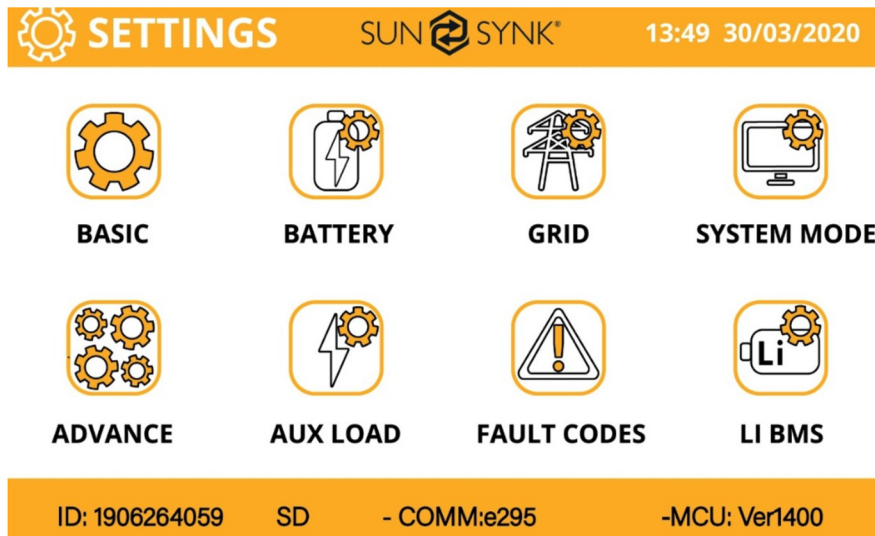 SETTINGS SUN SYNK® 13:49 30/03/2020
BASIC BATTERY GRID SYSTEM MODE
Li
ADVANCE AUX LOAD FAULT CODES LI BMS
ID: 1906264059 SD - COMM:e295 -MCU: Ver1400